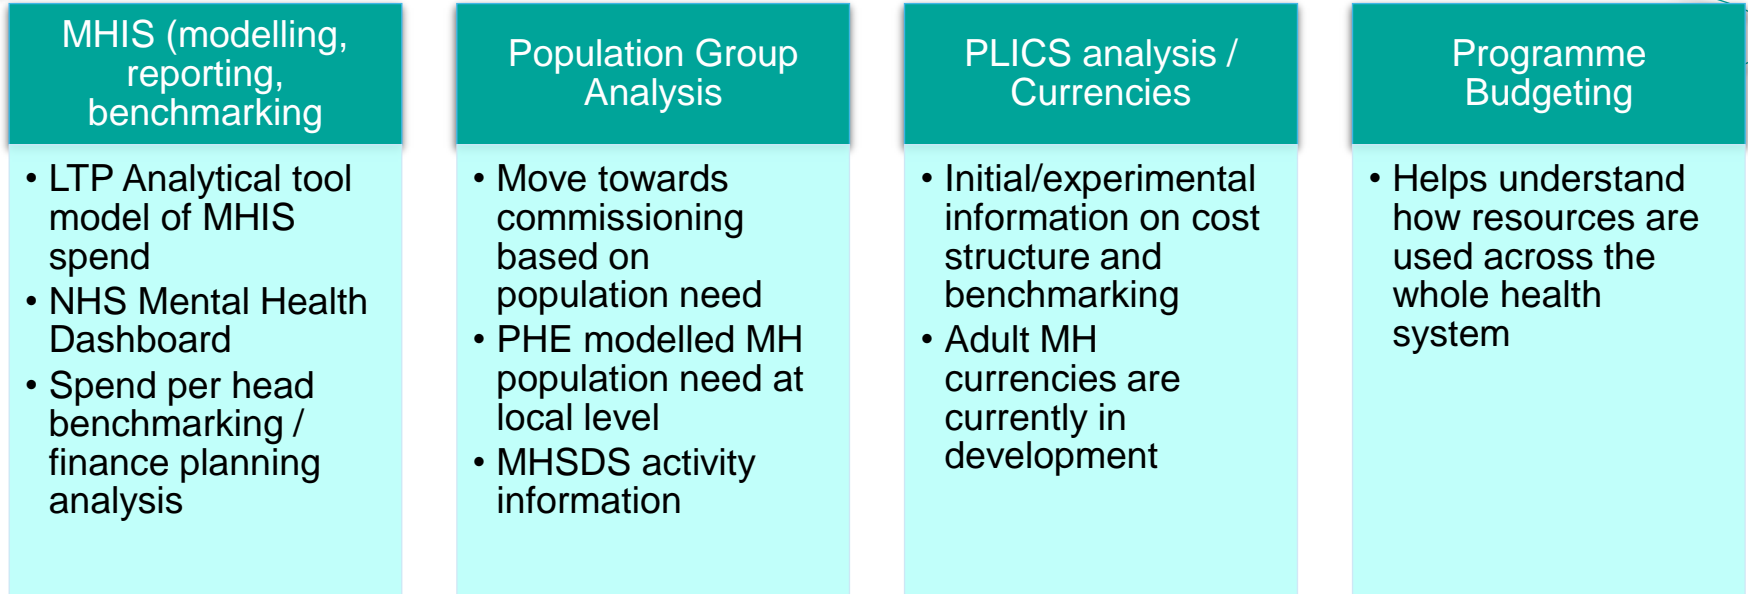 MHIS (modelling,
reporting,
benchmarking
• LTP Analytical tool
model of MHIS
spend
• NHS Mental Health
Dashboard
• Spend per head
benchmarking /
finance planning
analysis
Population Group
Analysis
• Move towards
commissioning
based on
population need
• PHE modelled MH
population need at
local level
• MHSDS activity
information
PLICS analysis /
Currencies
• Initial/experimental
information on cost
structure and
benchmarking
• Adult MH
currencies are
currently in
development
Programme
Budgeting
• Helps understand
how resources are
used across the
whole health
system